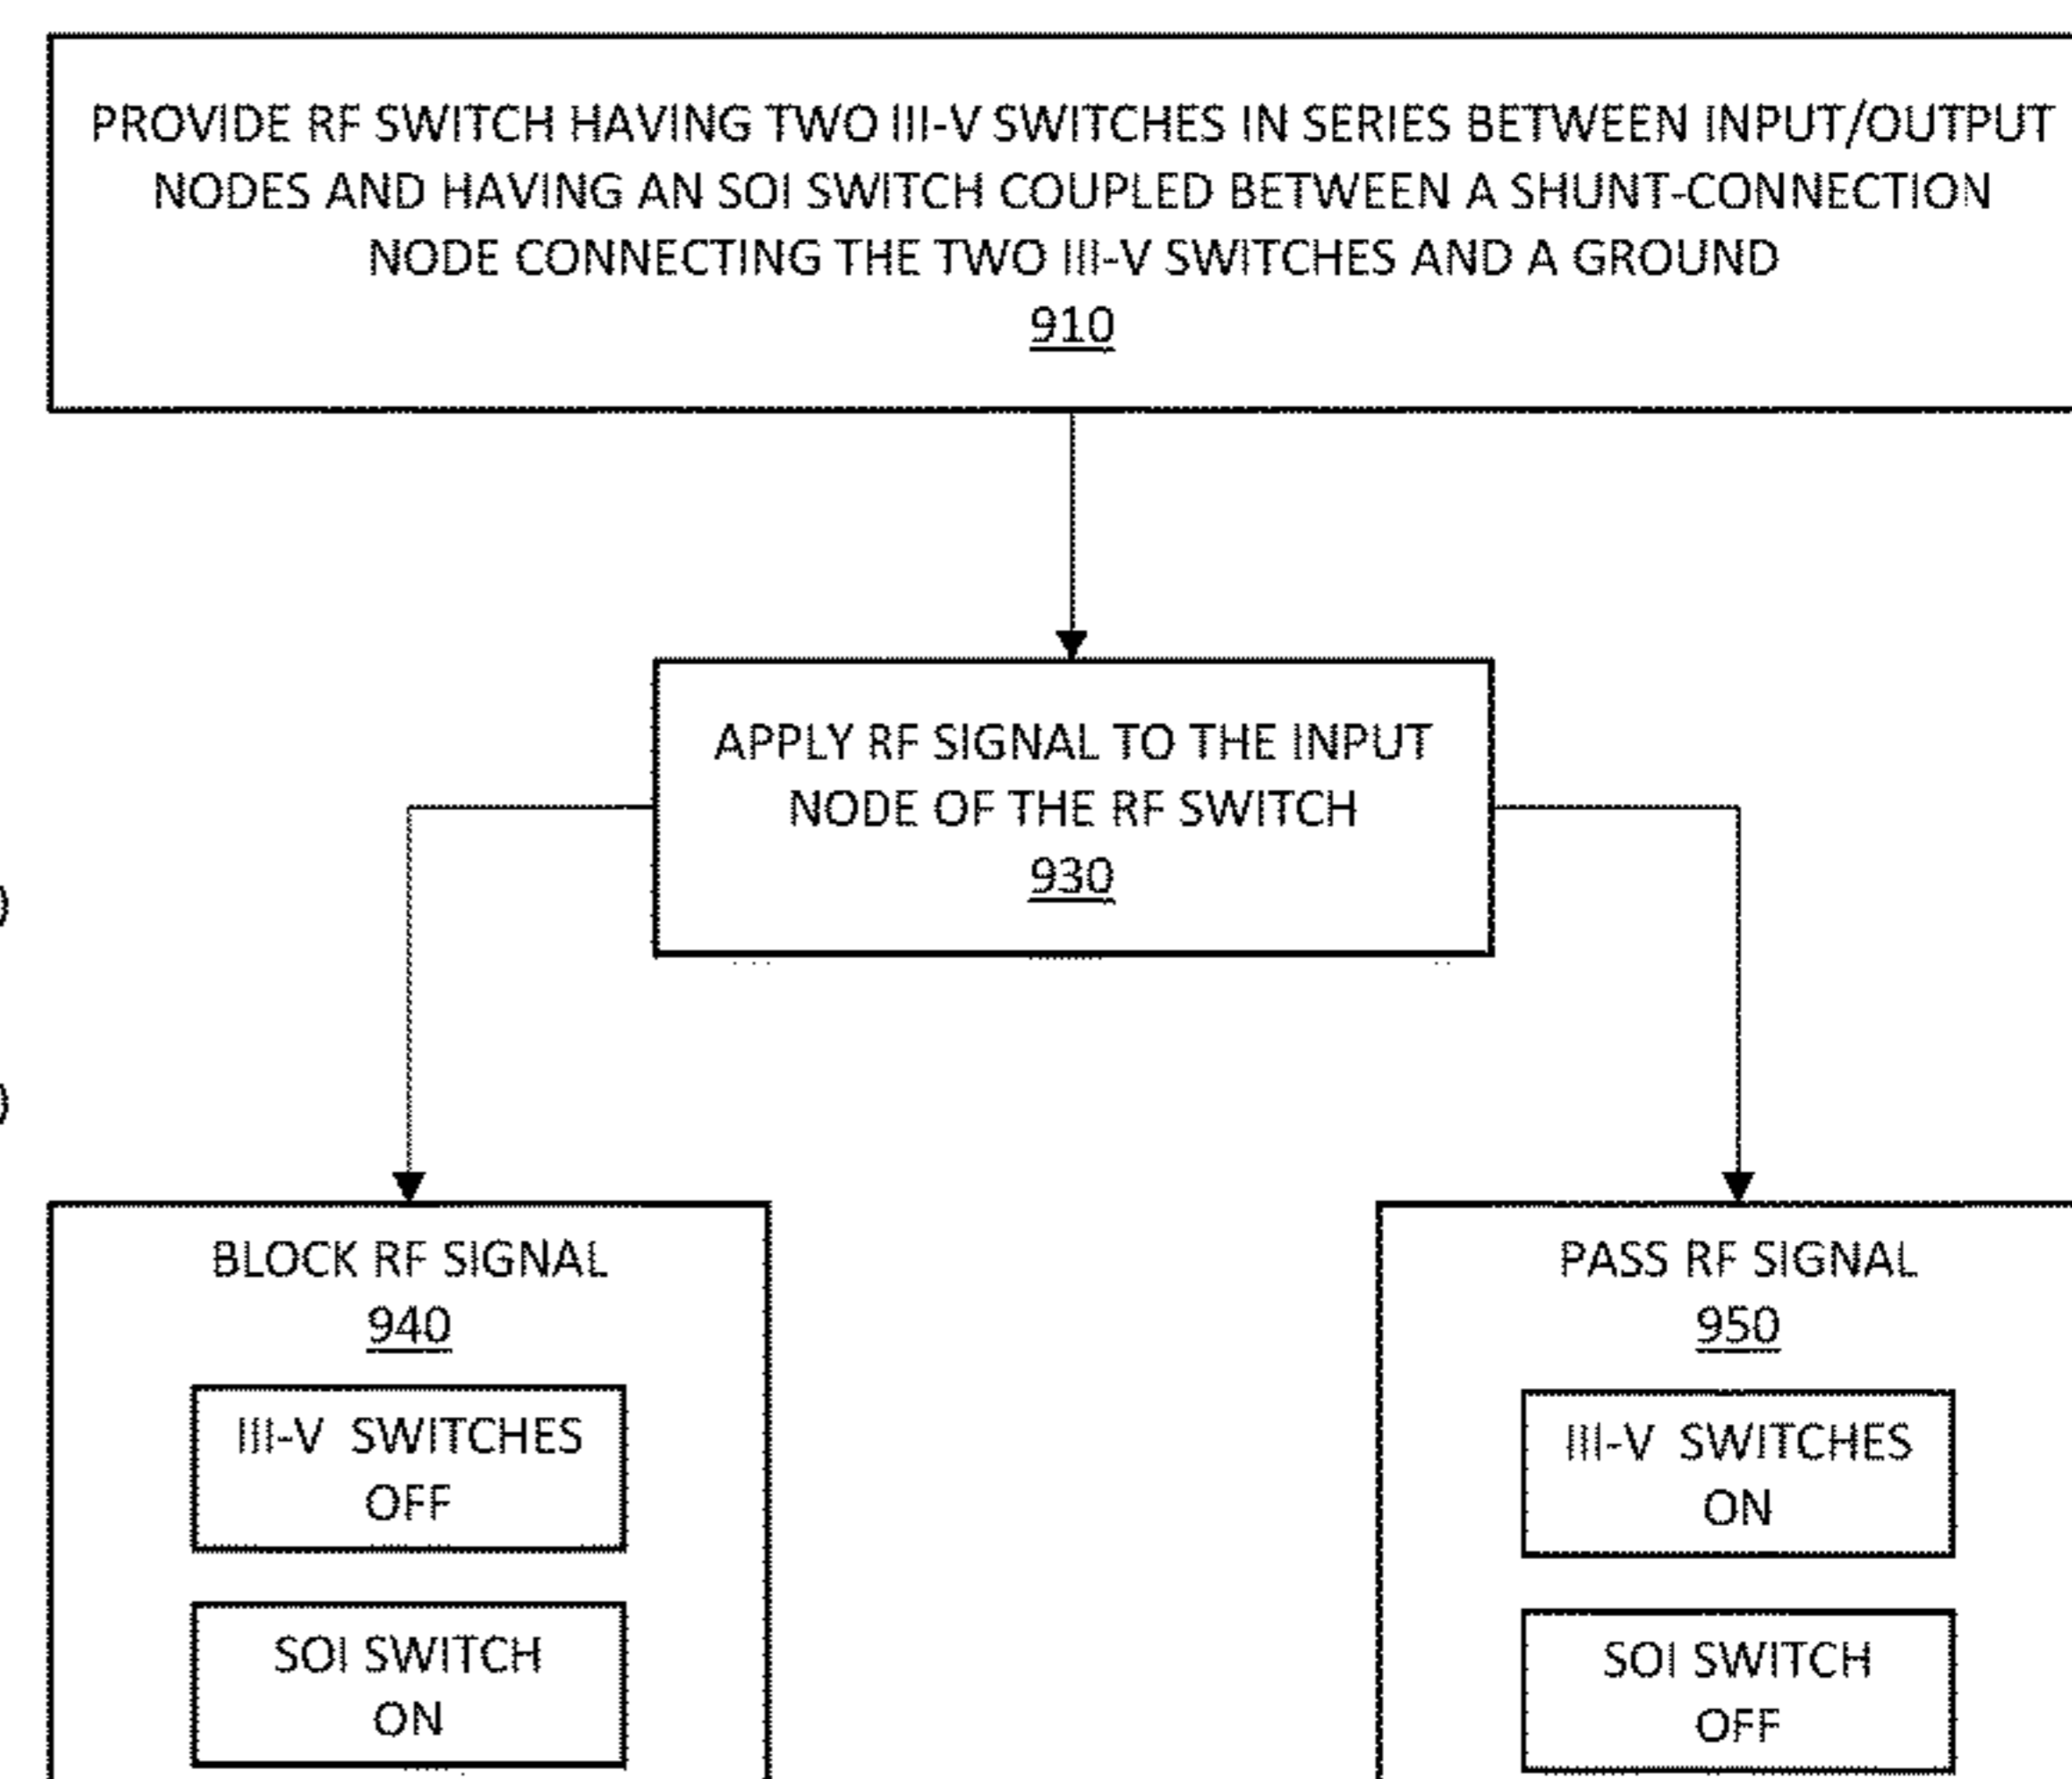 PROVIDE RF SWITCH HAVING TWO III-V SWITCHES IN SERIES BETWEEN INPUT/OUTPUT
NODES AND HAVING AN SOI SWITCH COUPLED BETWEEN A SHUNT-CONNECTION
NODE CONNECTING THE TWO III-V SWITCHES AND A GROUND
910
APPLY RF SIGNAL TO THE INPUT
NODE OF THE RF SWITCH
930
)
)
BLOCK RF SIGNAL
940
III-V SWITCHES
OFF
SOI SWITCH
ON
PASS RF SIGNAL
950
III-V SWITCHES
ON
SOI SWITCH
OFF